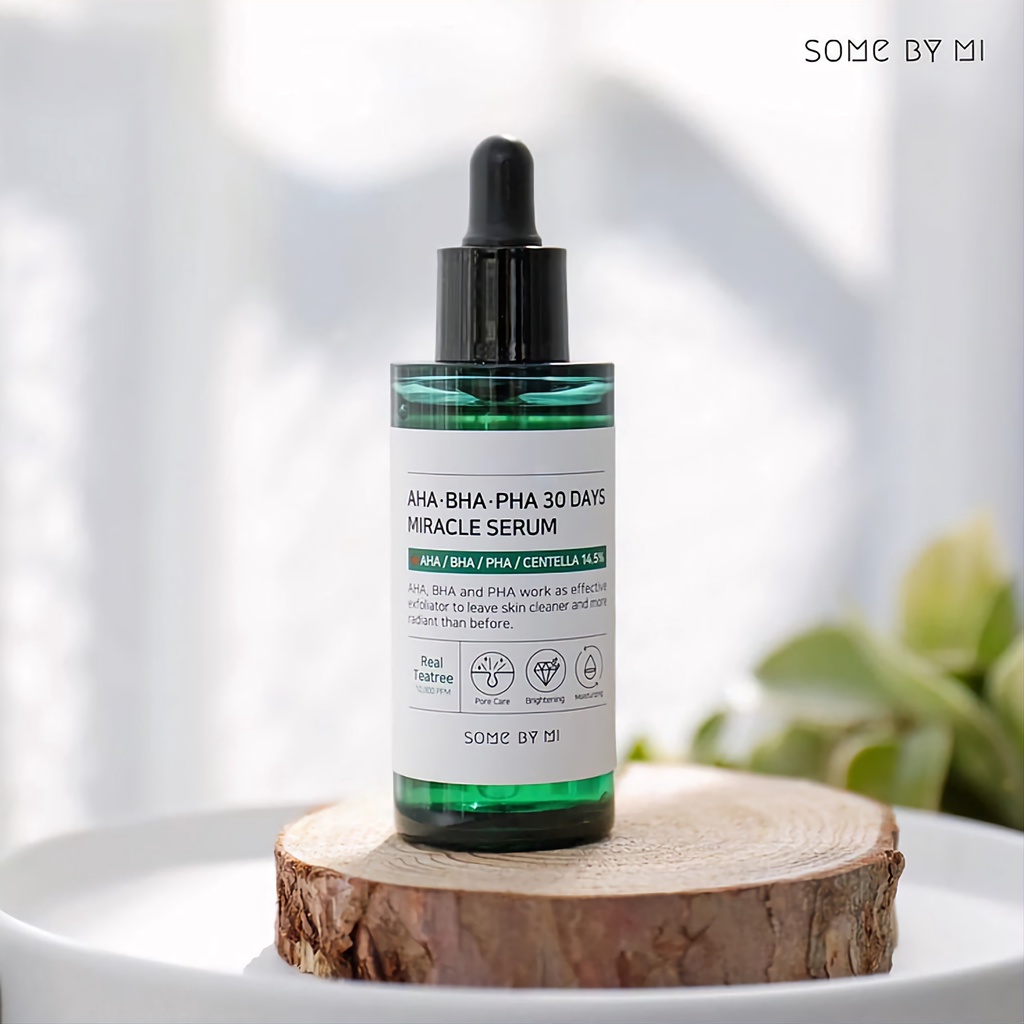 SOME BY MI
AHA·BHA·PHA 30 DAYS
MIRACLE SERUM
AHA / BHA / PHA / CENTELLA 14.5%
AHA, BHA and PHA work as effective
exfoliator to leave skin cleaner and more
radiant than before.
Real
Teatree
10,000 PPM
Pore Care
Brightening
Moisturizing
SOME BY MI